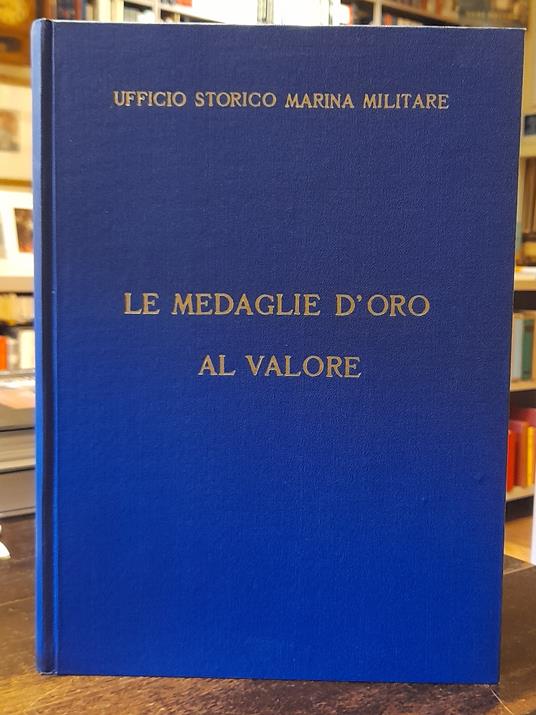 UFFICIO STORICO MARINA MILITARE
LE MEDAGLIE D'ORO
AL VALORE